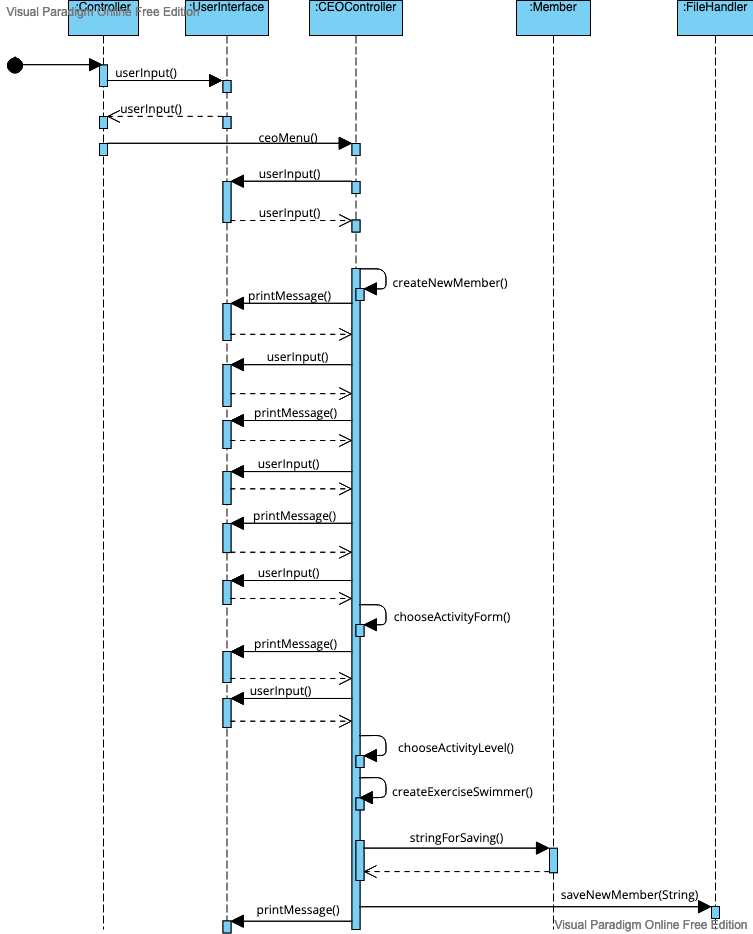 :Controller
:UserInterface
:CEOController
:Member
:FileHandler
Visual Paradigm Online Free Edition
userInput()
userInput()
ceoMenu()
userInput()
userInput()
createNewMember()
printMessage()
userInput()
printMessage()
userInput()
printMessage()
userInput()
chooseActivityForm()
printMessage()
userInput()
chooseActivityLevel()
createExerciseSwimmer()
stringForSaving()
saveNewMember(String)
printMessage()
Visual Paradigm Online Free Edition